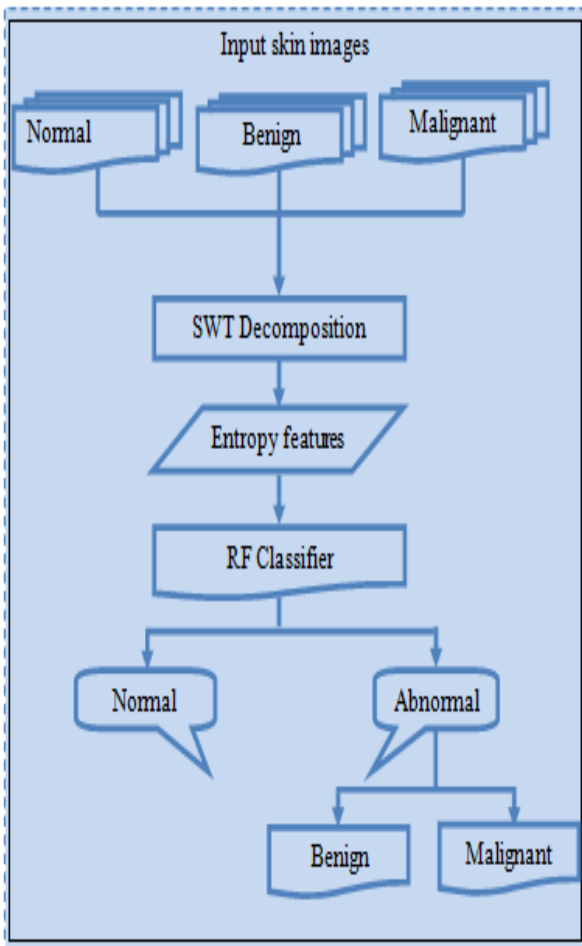 Input skin images
Normal
Benign
Malignant
SWT Decomposition
Entropy features
RF Classifier
Normal
Abnormal
Benign
Malignant